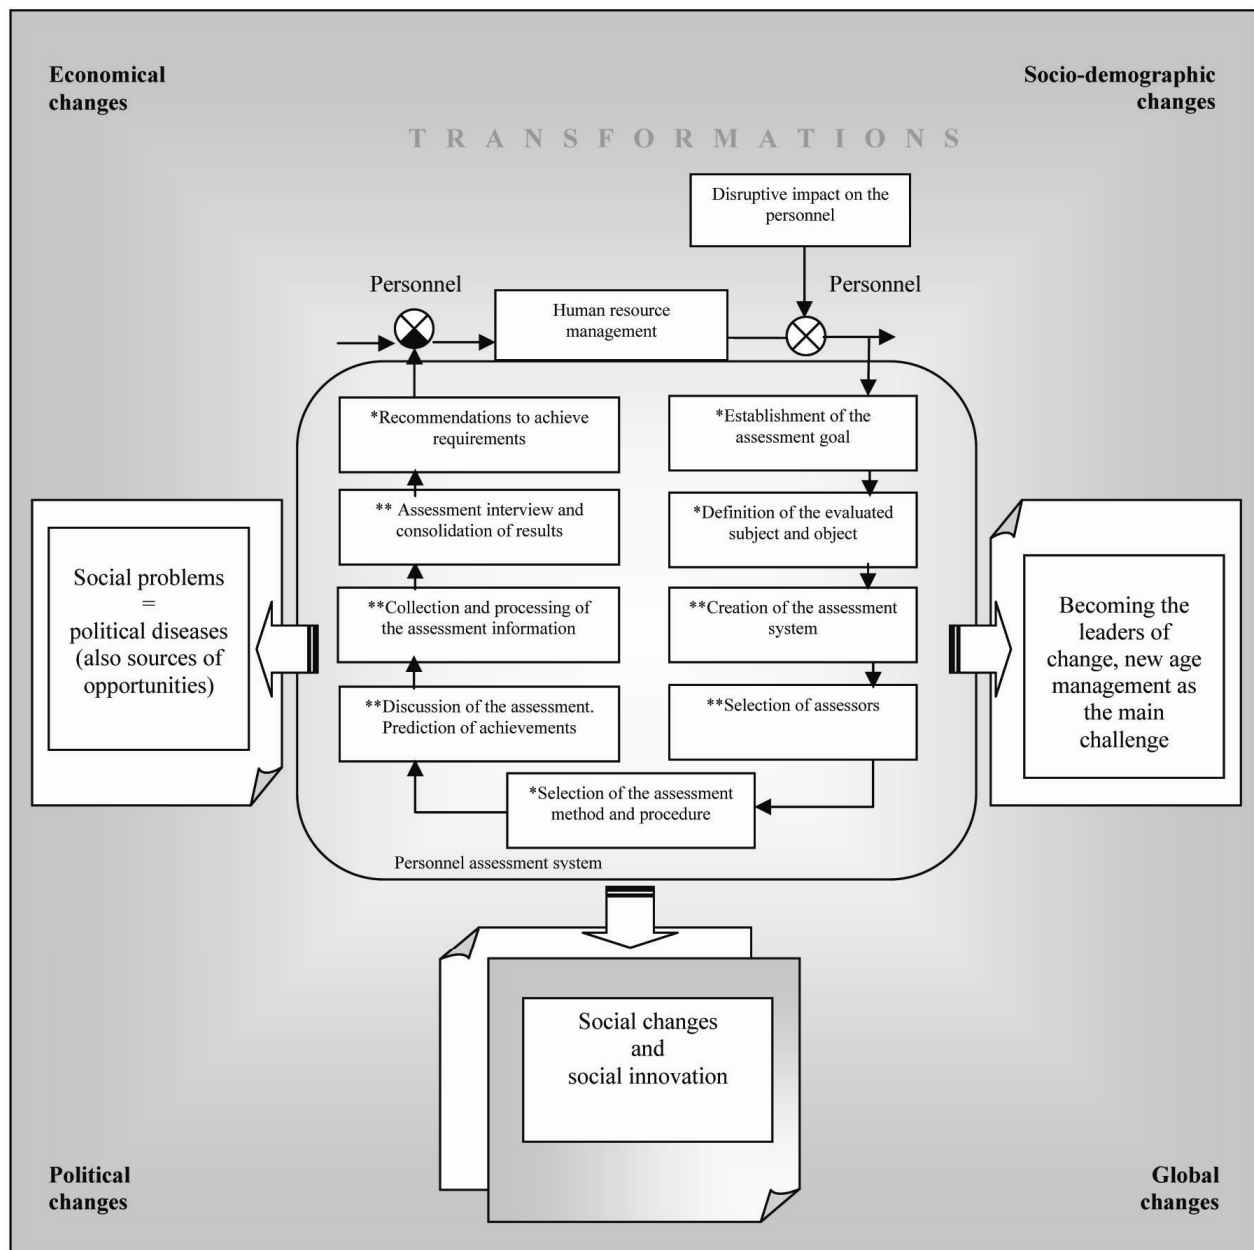 Economical
changes
Socio-demographic
changes
TRANSFORMATIONS
Disruptive impact on the
personnel
Personnel
Human resource
management
Personnel
*Recommendations to achieve
requirements
*Establishment of the
assessment goal
** Assessment interview and
consolidation of results
*Definition of the evaluated
subject and object
**Collection and processing of
the assessment information
**Creation of the assessment
system
**Discussion of the assessment.
Prediction of achievements
**Selection of assessors
*Selection of the assessment
method and procedure
Personnel assessment system
Social problems
=
political diseases
(also sources of
opportunities)
Becoming the
leaders of
change, new age
management as
the main
challenge
Social changes
and
social innovation
Political
changes
Global
changes